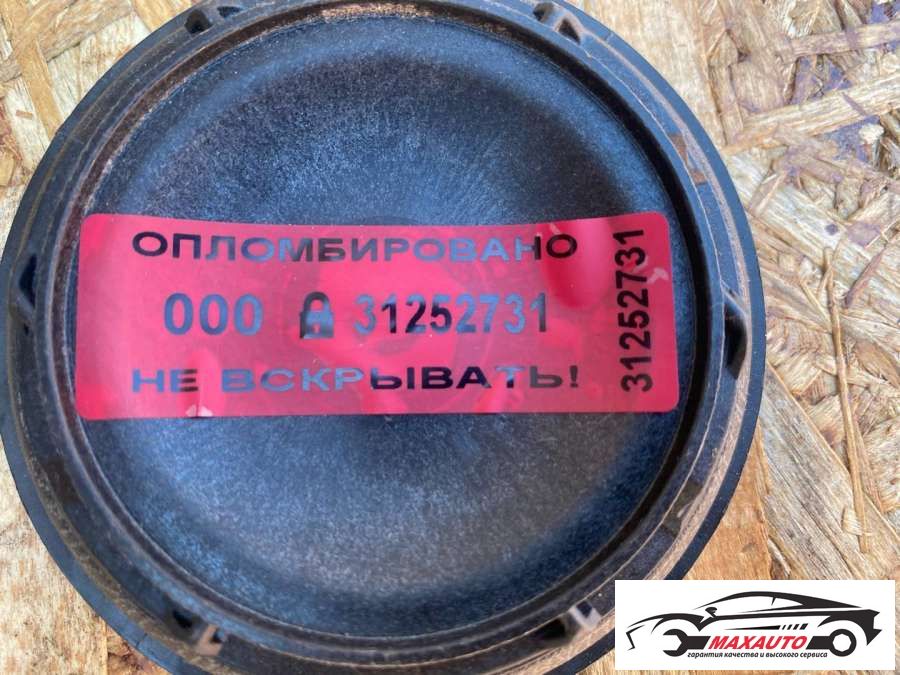 ОПЛОМБИРОВАНО
000 31252731
НЕ ВСКРЫВАТЬ!
31252731
MAXAUTO
гарантия качества и высокого сервиса